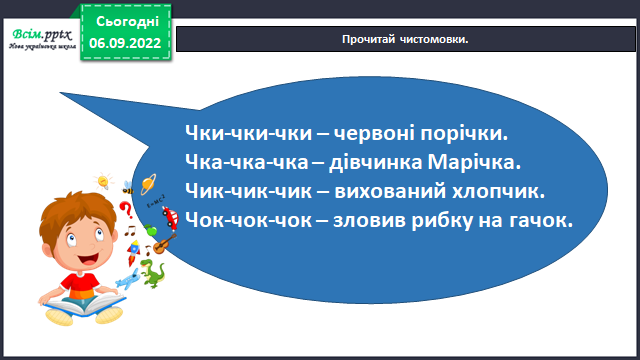 Всім.pptx
Нова українська школа
Сьогодні
06.09.2022
Прочитай чистомовки.
Чки-чки-чки – червоні порічки.
Чка-чка-чка – дівчинка Марічка.
Чик-чик-чик – вихований хлопчик.
Чок-чок-чок – зловив рибку на гачок.
E=MC²